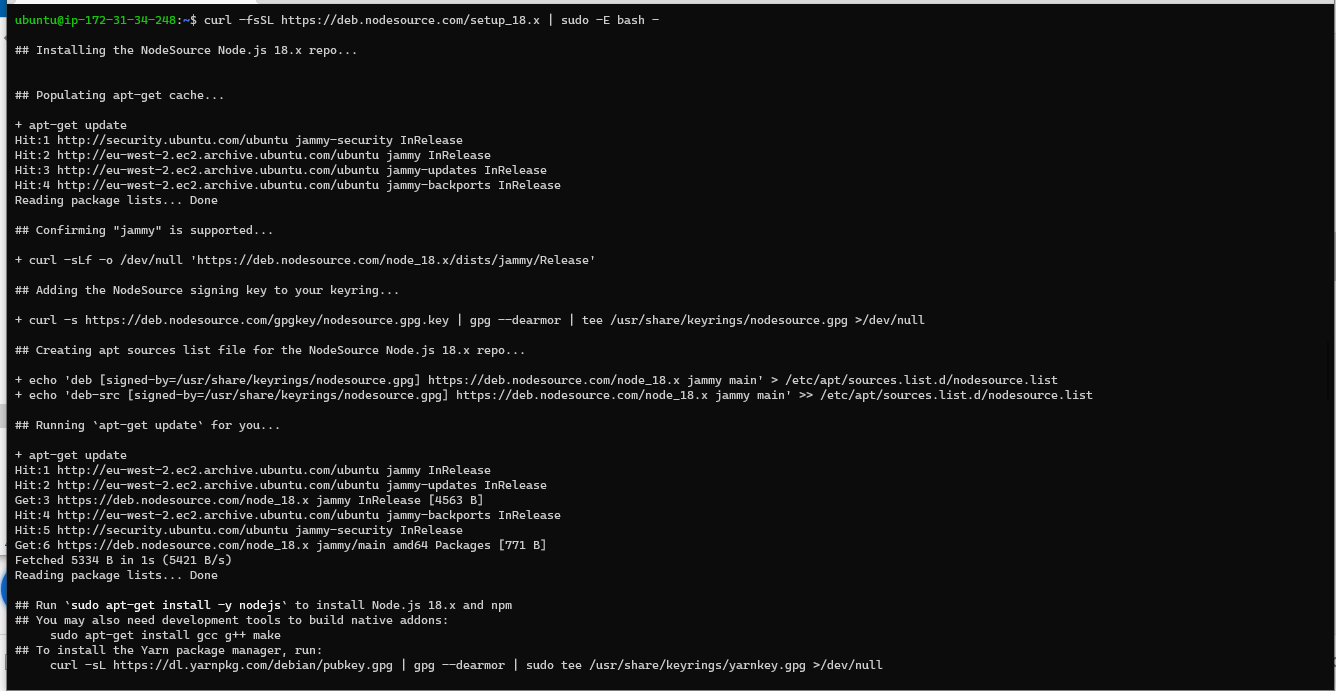 ubuntu@ip-172-31-34-248:~$ curl -fsSL https://deb.nodesource.com/setup_18.x | sudo -E bash -
## Installing the NodeSource Node.js 18.x repo...
## Populating apt-get cache...
+ apt-get update
Hit:1 http://security.ubuntu.com/ubuntu jammy-security InRelease
Hit:2 http://eu-west-2.ec2.archive.ubuntu.com/ubuntu jammy InRelease
Hit:3 http://eu-west-2.ec2.archive.ubuntu.com/ubuntu jammy-updates InRelease
Hit:4 http://eu-west-2.ec2.archive.ubuntu.com/ubuntu jammy-backports InRelease
Reading package lists... Done
## Confirming "jammy" is supported...
+ curl -sLf -o /dev/null 'https://deb.nodesource.com/node_18.x/dists/jammy/Release'
## Adding the NodeSource signing key to your keyring...
+ curl -s https://deb.nodesource.com/gpgkey/nodesource.gpg.key | gpg --dearmor | tee /usr/share/keyrings/nodesource.gpg >/dev/null
## Creating apt sources list file for the NodeSource Node.js 18.x repo...
+ echo 'deb [signed-by=/usr/share/keyrings/nodesource.gpg] https://deb.nodesource.com/node_18.x jammy main' > /etc/apt/sources.list.d/nodesource.list
+ echo 'deb-src [signed-by=/usr/share/keyrings/nodesource.gpg] https://deb.nodesource.com/node_18.x jammy main' >> /etc/apt/sources.list.d/nodesource.list
## Running `apt-get update` for you...
+ apt-get update
Hit:1 http://eu-west-2.ec2.archive.ubuntu.com/ubuntu jammy InRelease
Hit:2 http://eu-west-2.ec2.archive.ubuntu.com/ubuntu jammy-updates InRelease
Get:3 https://deb.nodesource.com/node_18.x jammy InRelease [4563 B]
Hit:4 http://eu-west-2.ec2.archive.ubuntu.com/ubuntu jammy-backports InRelease
Hit:5 http://security.ubuntu.com/ubuntu jammy-security InRelease
Get:6 https://deb.nodesource.com/node_18.x jammy/main amd64 Packages [771 B]
Fetched 5334 B in 1s (5421 B/s)
Reading package lists... Done
## Run `sudo apt-get install -y nodejs` to install Node.js 18.x and npm
## You may also need development tools to build native addons:
sudo apt-get install gcc g++ make
## To install the Yarn package manager, run:
curl -sL https://dl.yarnpkg.com/debian/pubkey.gpg | gpg --dearmor | sudo tee /usr/share/keyrings/yarnkey.gpg >/dev/null